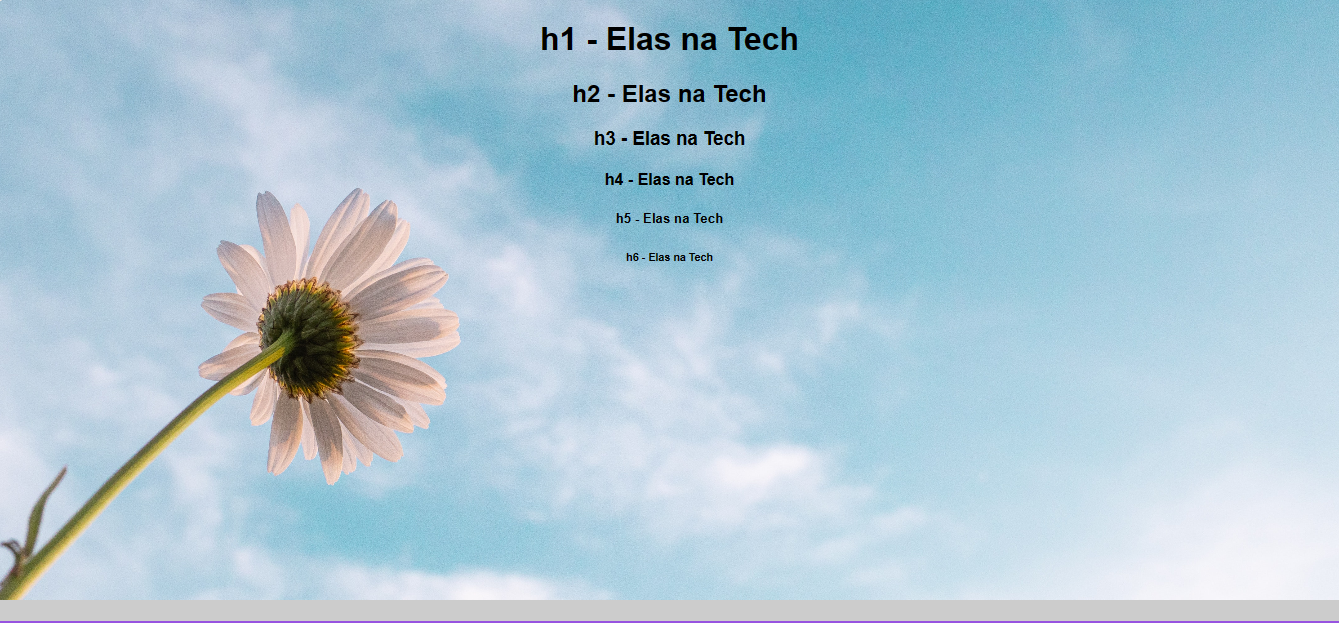 h1 - Elas na Tech
h2 - Elas na Tech
h3 - Elas na Tech
h4 - Elas na Tech
h5 - Elas na Tech
h6 - Elas na Tech